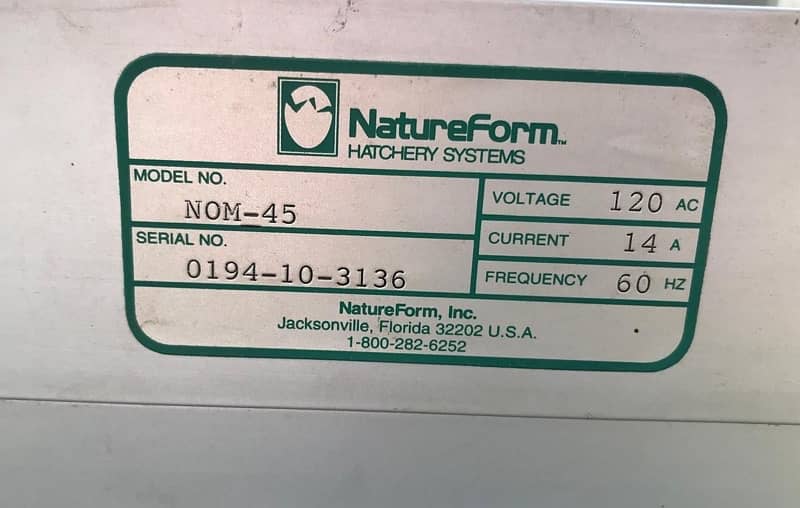 NatureForm™
HATCHERY SYSTEMS
MODEL NO.
NOM-45
SERIAL NO.
0194-10-3136
VOLTAGE 120 AC
CURRENT 14 A
FREQUENCY 60 HZ
NatureForm, Inc.
Jacksonville, Florida 32202 U.S.A.
1-800-282-6252